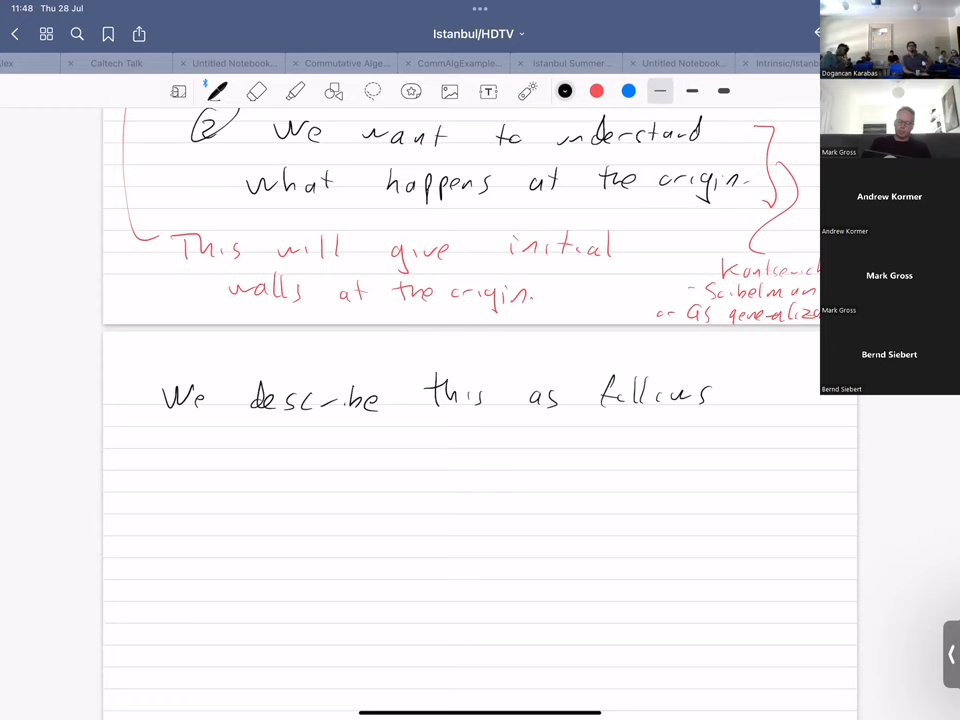 11:48 Thu 28 Jul
Istanbul/HDTV
Caltech Talk
Untitled Notebook...
Commutative Alge...
CommAlgExample...
Istanbul Summer...
Untitled Notebook...
Intrinsic/Istanb
Dogancan Karabas
Mark Gross
Andrew Kormer
Andrew Kormer
Mark Gross
Mark Gross
Bernd Siebert
Bernd Siebert
② We want to understand
what happens at the origin.
This will give initial
walls at the origin.
Kontsevich
- Soibelman
or GS generaliza
We describe this as follows